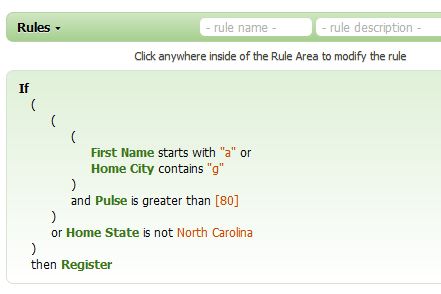 Rules - rule name - - rule description -
Click anywhere inside of the Rule Area to modify the rule
If
(
(
(
First Name starts with "a" or
Home City contains "g"
)
and Pulse is greater than [80]
)
or Home State is not North Carolina
)
then Register